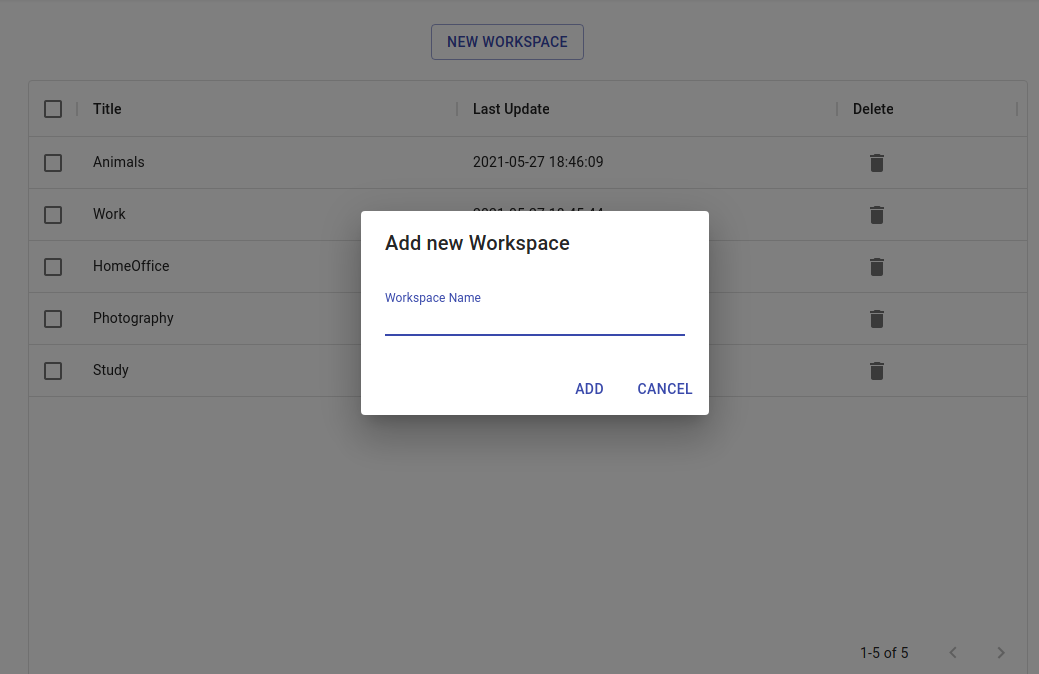 NEW WORKSPACE
Title Last Update Delete
Animals 2021-05-27 18:46:09
Work
HomeOffice
Photography
Study
Add new Workspace
Workspace Name
ADD CANCEL
1-5 of 5